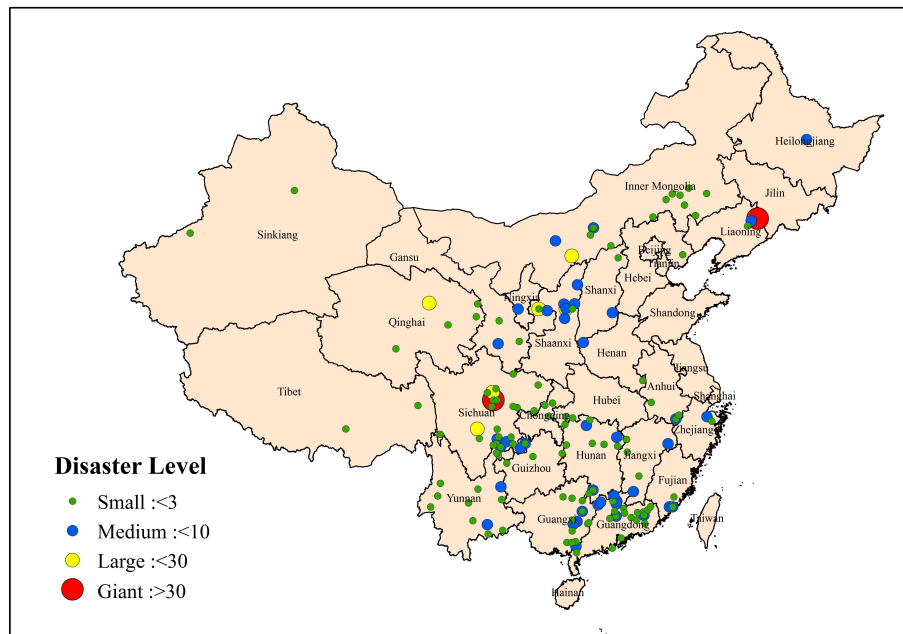 Heilongjiang
Inner Mongolia
Jilin
Sinkiang
Liaoning
Gansu
Beijing
Tianjin
Hebei
Ningxia
Shanxi
Shandong
Qinghai
Shaanxi
Henan
Jiangsu
Tibet
Anhui
Shanghai
Hubei
Sichuan
Chongqing
Zhejiang
Hunan
Jiangxi
Guizhou
Fujian
Yunnan
Guangxi
Guangdong
Taiwan
Hainan
Disaster Level
Small :<3
Medium :<10
Large :<30
Giant :>30